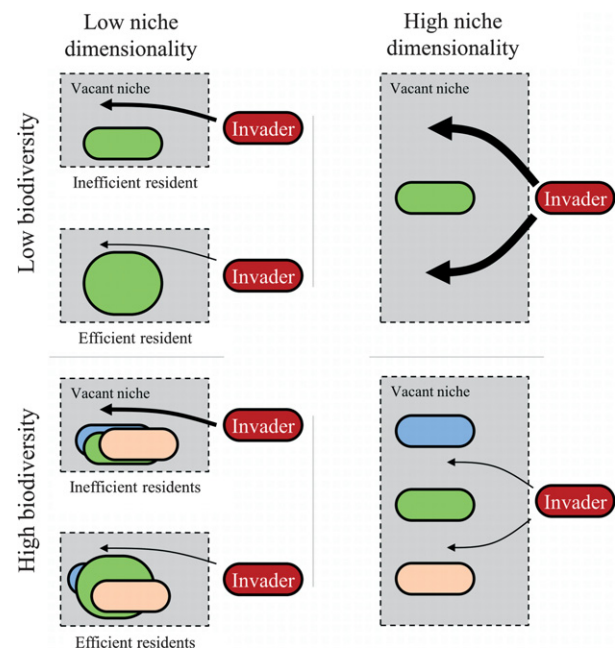 Low niche
dimensionality
High niche
dimensionality
Low biodiversity
Vacant niche
Invader
Inefficient resident
Invader
Efficient resident
Vacant niche
Invader
High biodiversity
Vacant niche
Invader
Inefficient residents
Invader
Efficient residents
Vacant niche
Invader